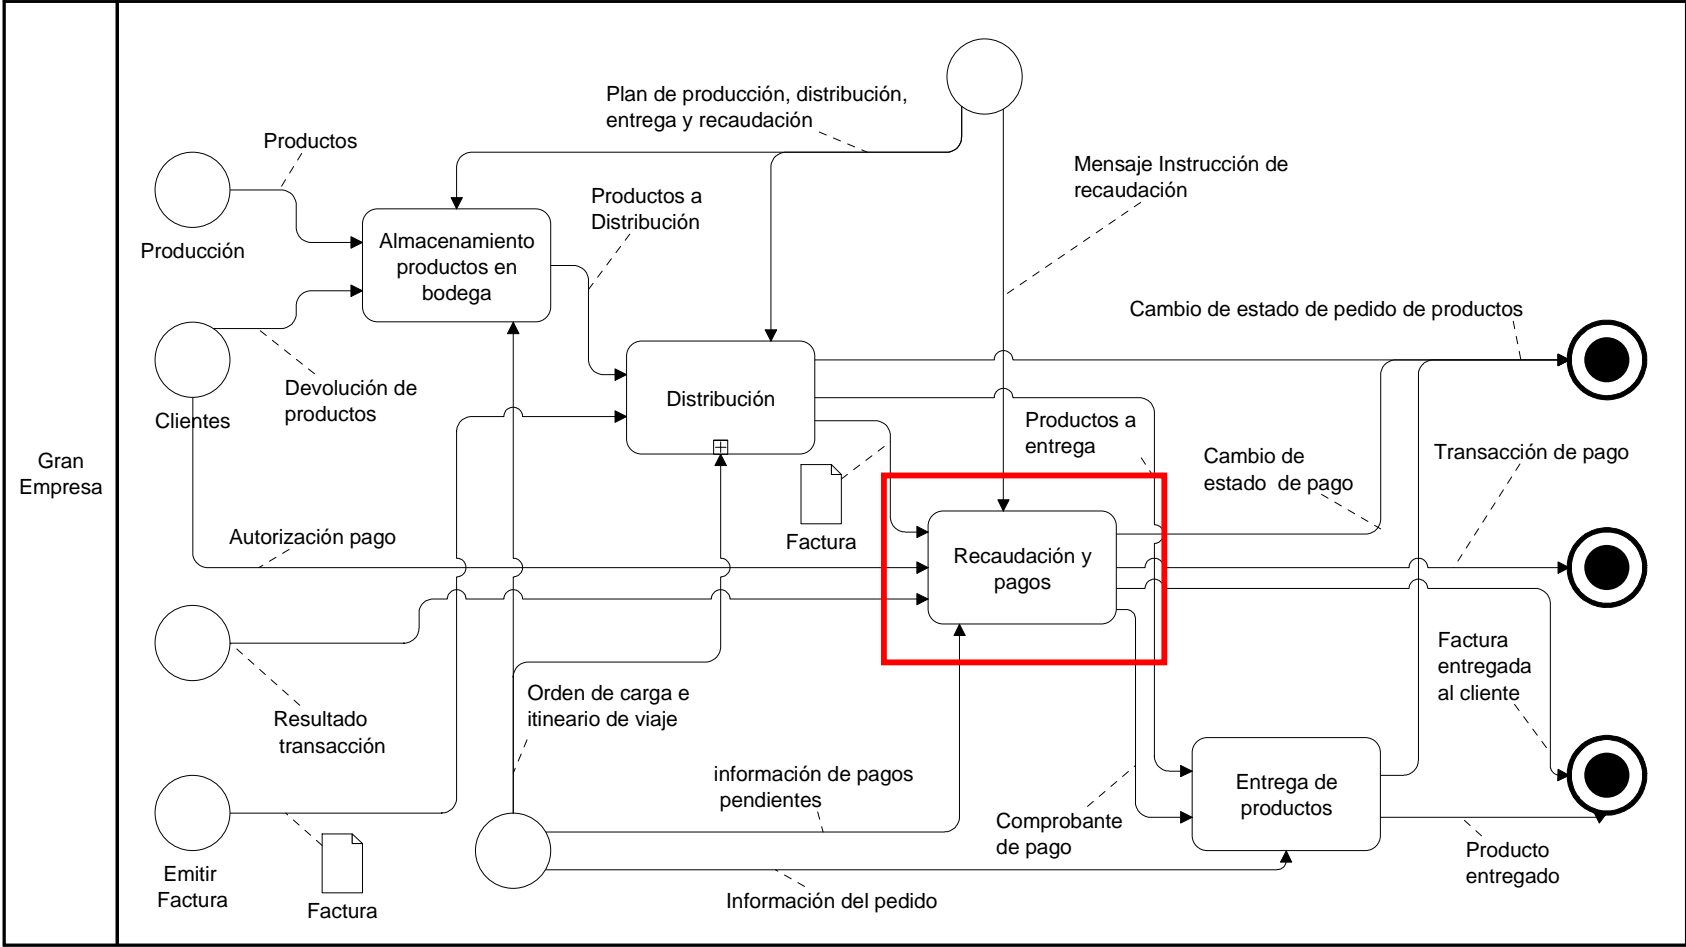 Gran
Empresa
Plan de producción, distribución,
entrega y recaudación
Productos
Mensaje Instrucción de
recaudación
Productos a
Distribución
Producción
Almacenamiento
productos en
bodega
Cambio de estado de pedido de productos
Devolución de
productos
Clientes
Distribución
Productos a
entrega
Cambio de
estado  de pago
Transacción de pago
Autorización pago
Factura
Recaudación y
pagos
Factura
entregada
al cliente
Resultado
transacción
Orden de carga e
itineario de viaje
información de pagos
pendientes
Entrega de
productos
Comprobante
de pago
Producto
entregado
Emitir
Factura
Factura
Información del pedido